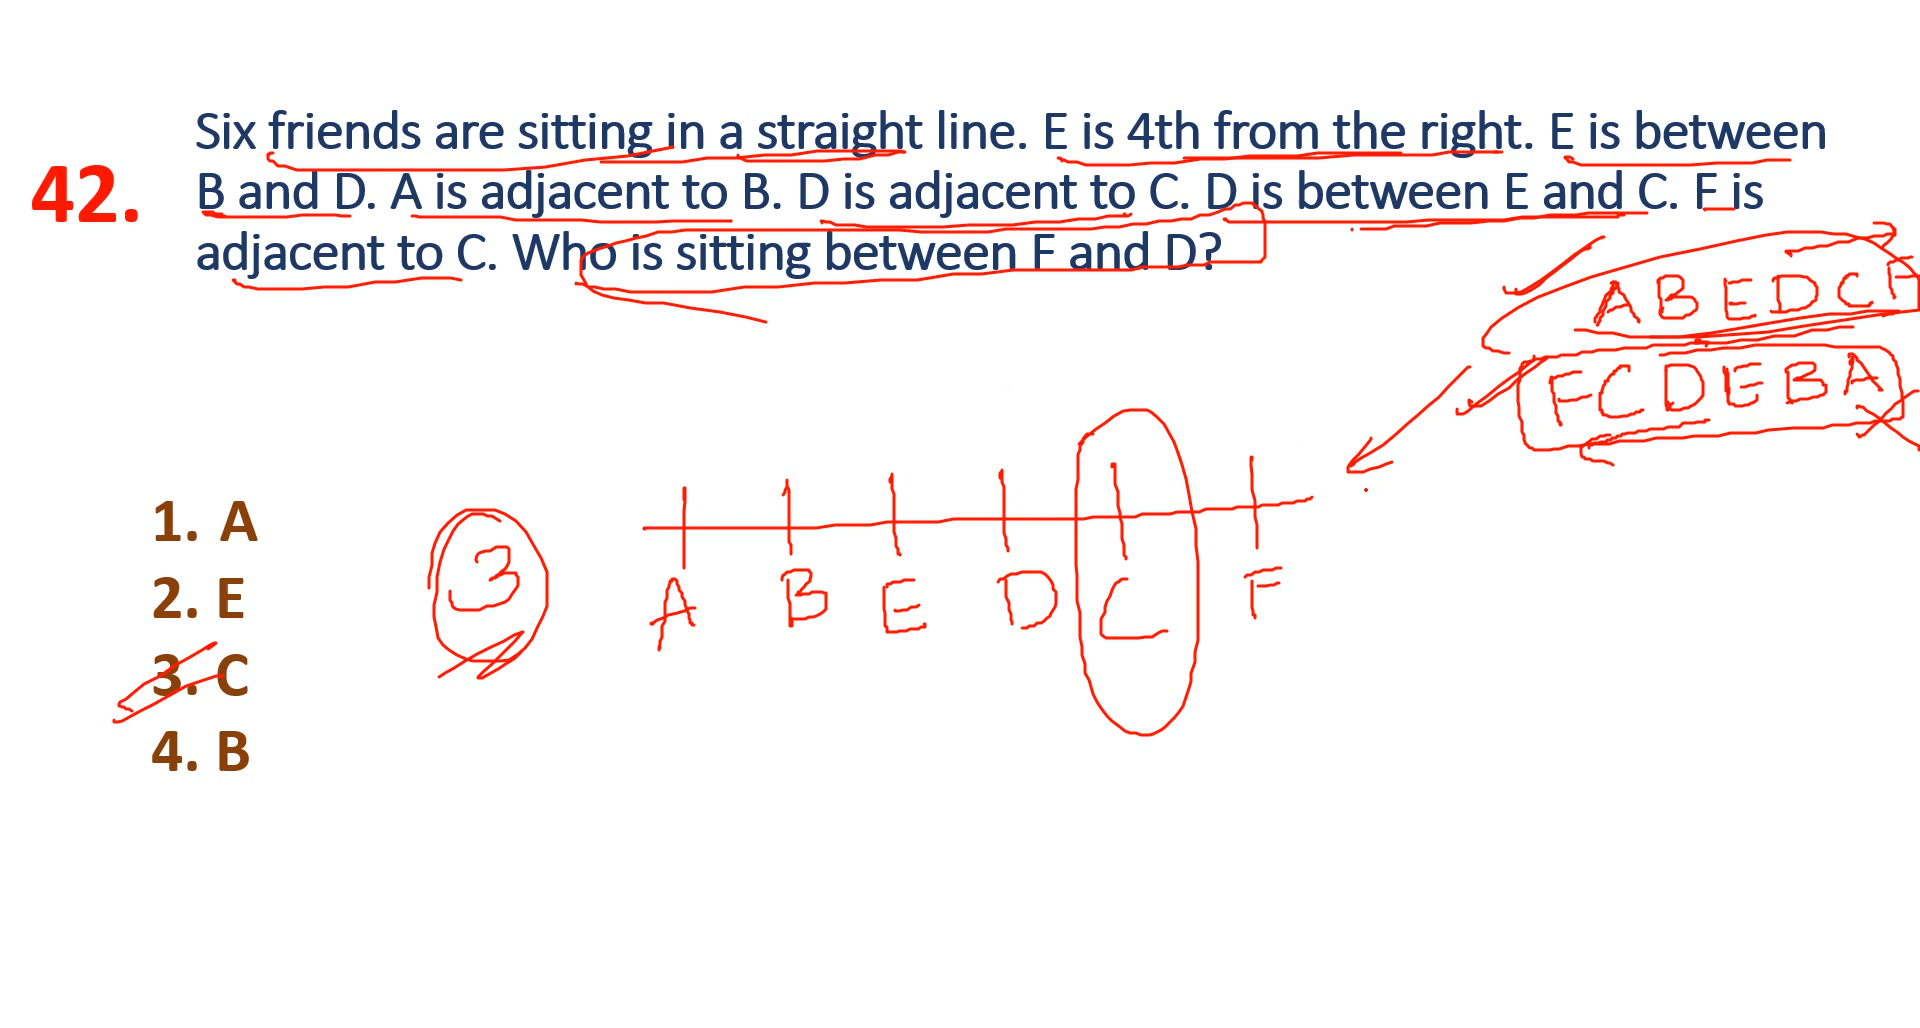 Six friends are sitting in a straight line. E is 4th from the right. E is between
42.
B and D. A is adjacent to B. D is adjacent to C. D is between E and C. F is
adjacent to C. Who is sitting between F and D?
A B E D C F
F C D E B A
1. A
2. E
3. C
4. B
3
A B E D C F